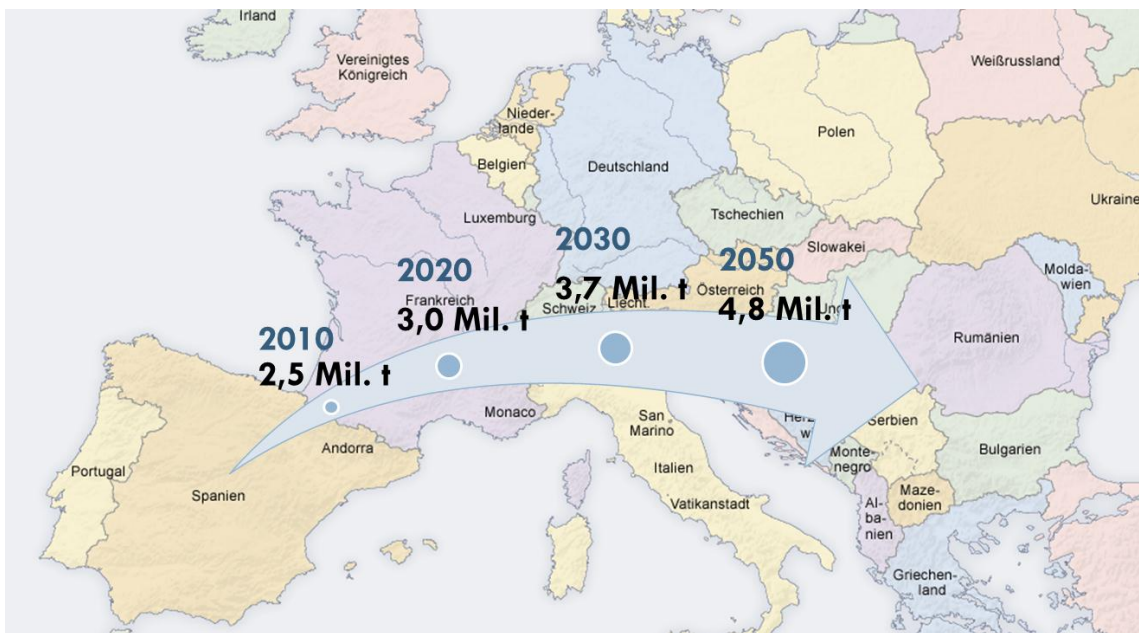 Irland
Vereinigtes
Königreich
Weißrussland
Nieder-
lande
Polen
Belgien
Deutschland
Ukraine
Luxemburg
Tschechien
2030
Slowakei
2020
2050
Molda-
wien
Frankreich
3,7 Mil. t
Österreich
Schweiz
Liecht.
3,0 Mil. t
4,8 Mil. t
2010
Rumänien
2,5 Mil. t
Monaco
San
Marino
Serbien
Andorra
Bulgarien
Monte-
negro
Portugal
Italien
Spanien
Maze-
donien
Vatikanstadt
Al-
ba-
nien
Griechen-
land